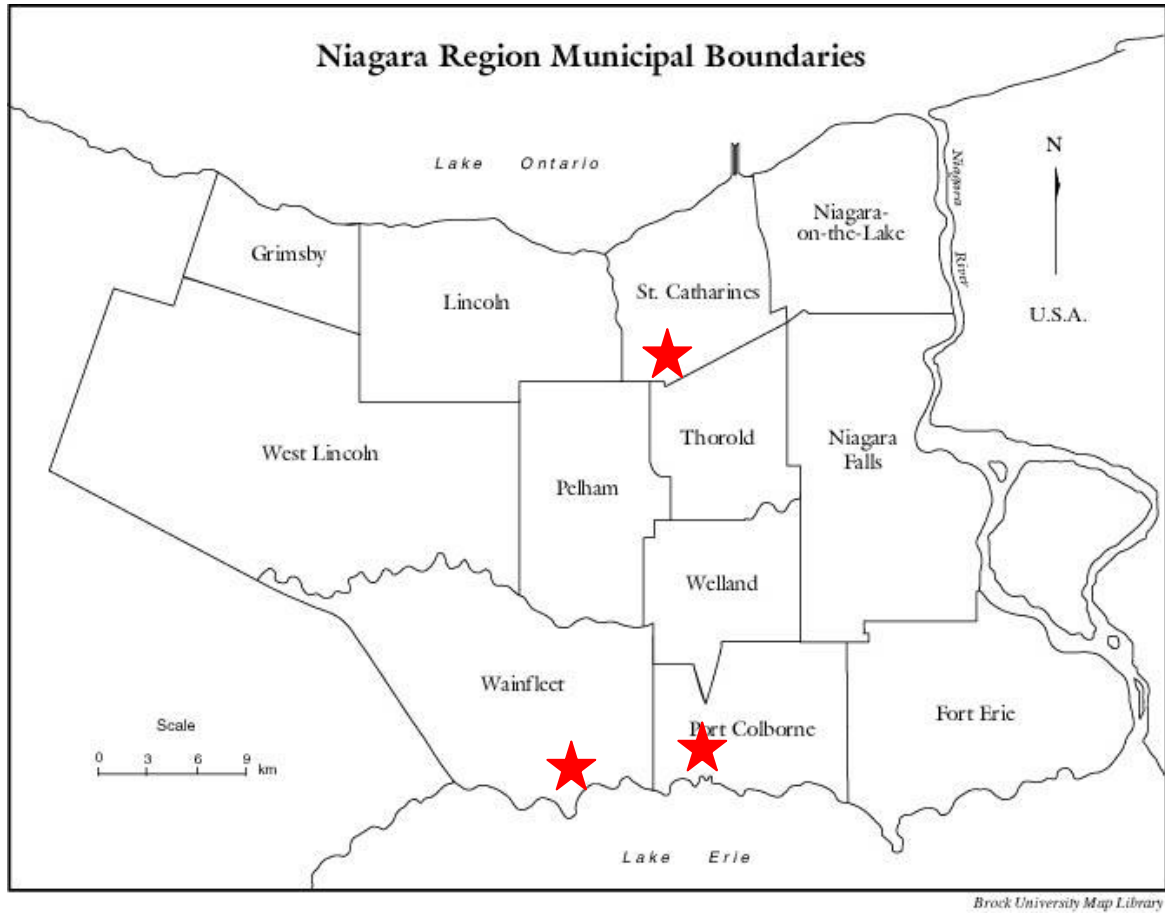 Niagara Region Municipal Boundaries
Lake Ontario
N
Niagara
River
Niagara-
on-the-Lake
Grimsby
St. Catharines
Lincoln
U.S.A.
West Lincoln
Thorold
Niagara
Falls
Pelham
Welland
Wainfleet
Port Colborne
Fort Erie
Scale
0 3 6 9
km
Lake Erie
Brock University Map Library